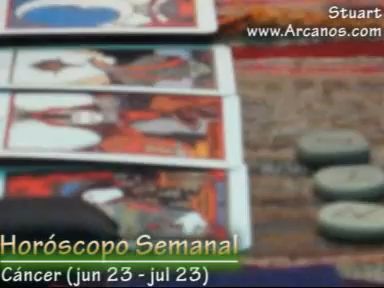 Stuart
www.Arcanos.com
Horóscopo Semanal
Cáncer (jun 23 - jul 23)